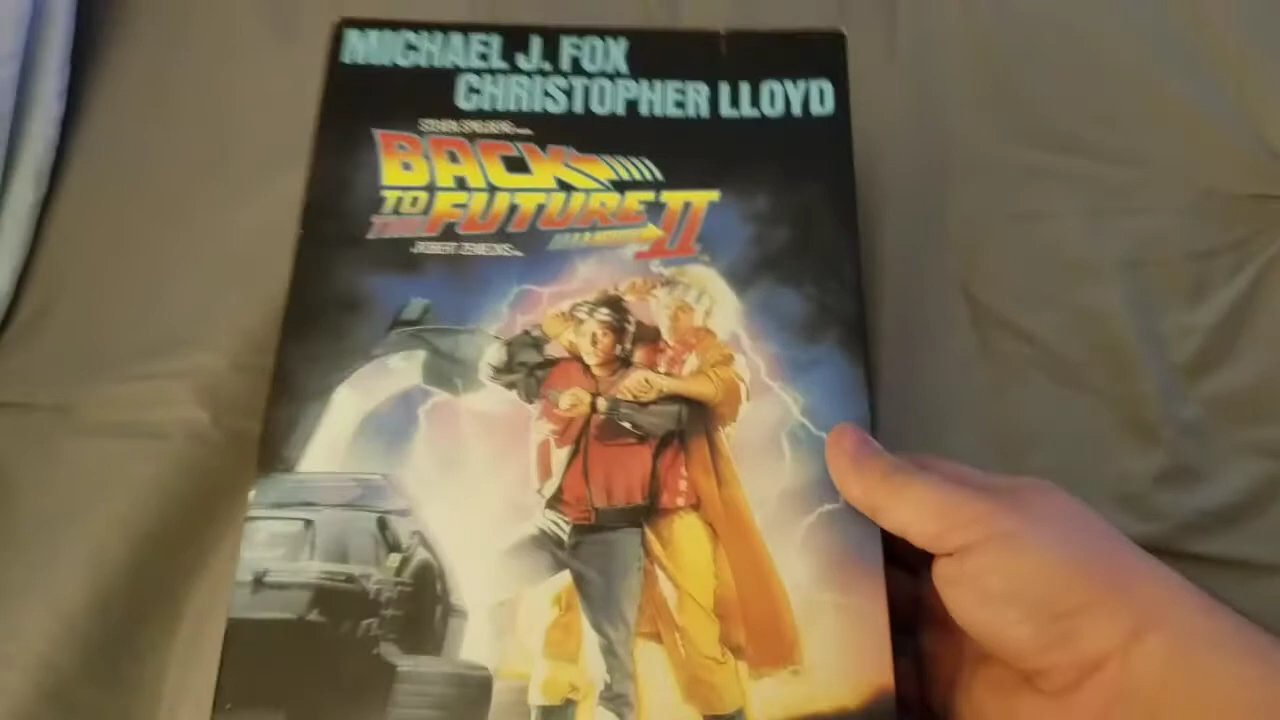 MICHAEL J. FOX
CHRISTOPHER LLOYD
BACK
TO
THE FUTURE II